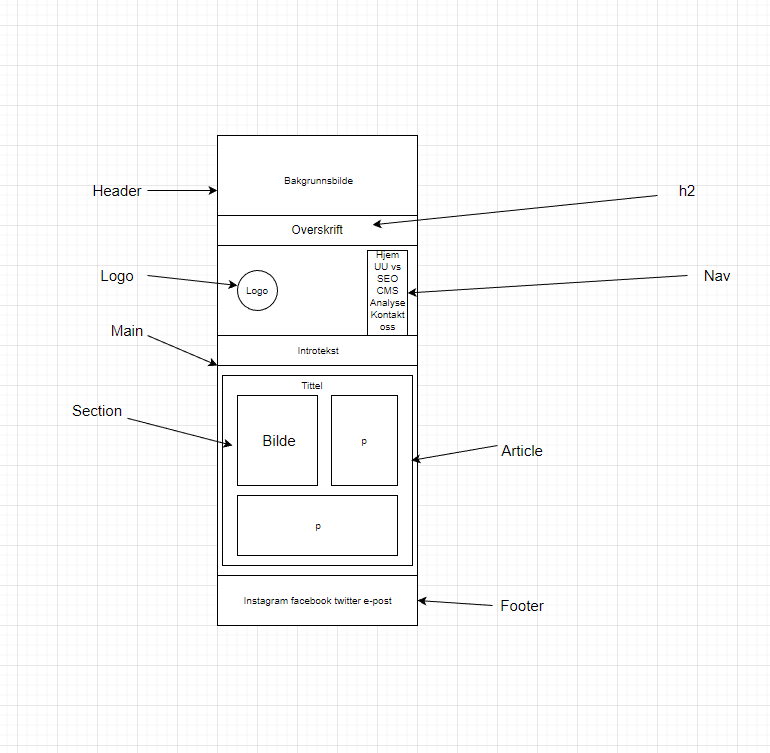 Bakgrunnsbilde
Header
h2
Overskrift
Hjem
UU vs
SEO
CMS
Analyse
Kontakt
oss
Logo
Logo
Nav
Main
Introtekst
Tittel
Section
Bilde
p
Article
p
Instagram facebook twitter e-post
Footer